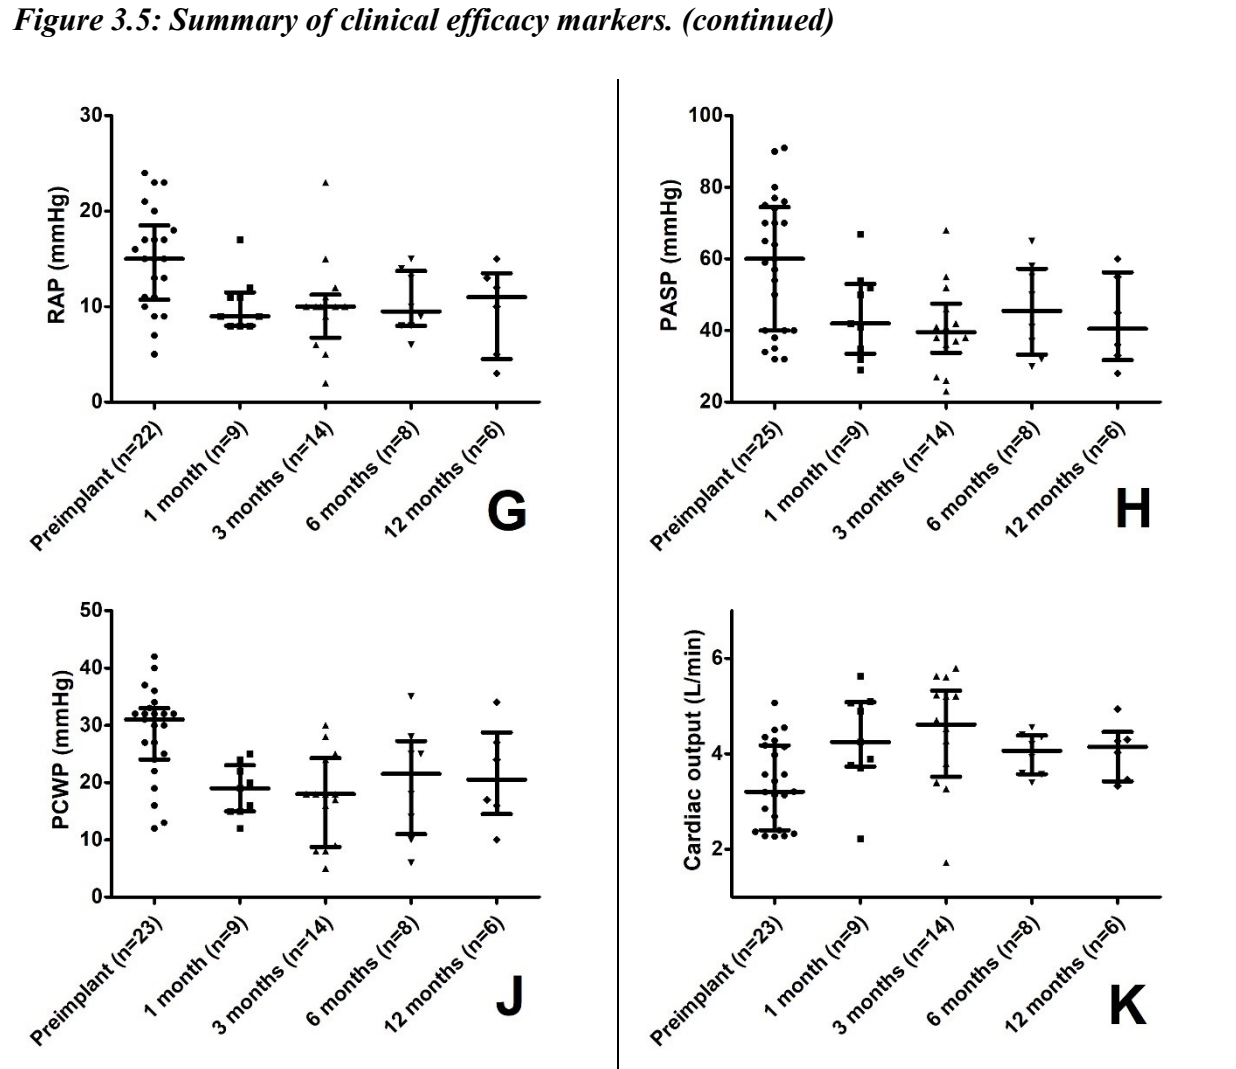 Figure 3.5: Summary of clinical efficacy markers. (continued)
RAP (mmHg)
30
20
10
0
Preimplant (n=22)
1 month (n=9)
3 months (n=14)
6 months (n=8)
12 months (n=6)
G
PASP (mmHg)
100
80
60
40
20
Preimplant (n=25)
1 month (n=9)
3 months (n=14)
6 months (n=8)
12 months (n=6)
H
PCWP (mmHg)
50
40
30
20
10
0
Preimplant (n=23)
1 month (n=9)
3 months (n=14)
6 months (n=8)
12 months (n=6)
J
Cardiac output (L/min)
6
4
2
Preimplant (n=23)
1 month (n=9)
3 months (n=14)
6 months (n=8)
12 months (n=6)
K